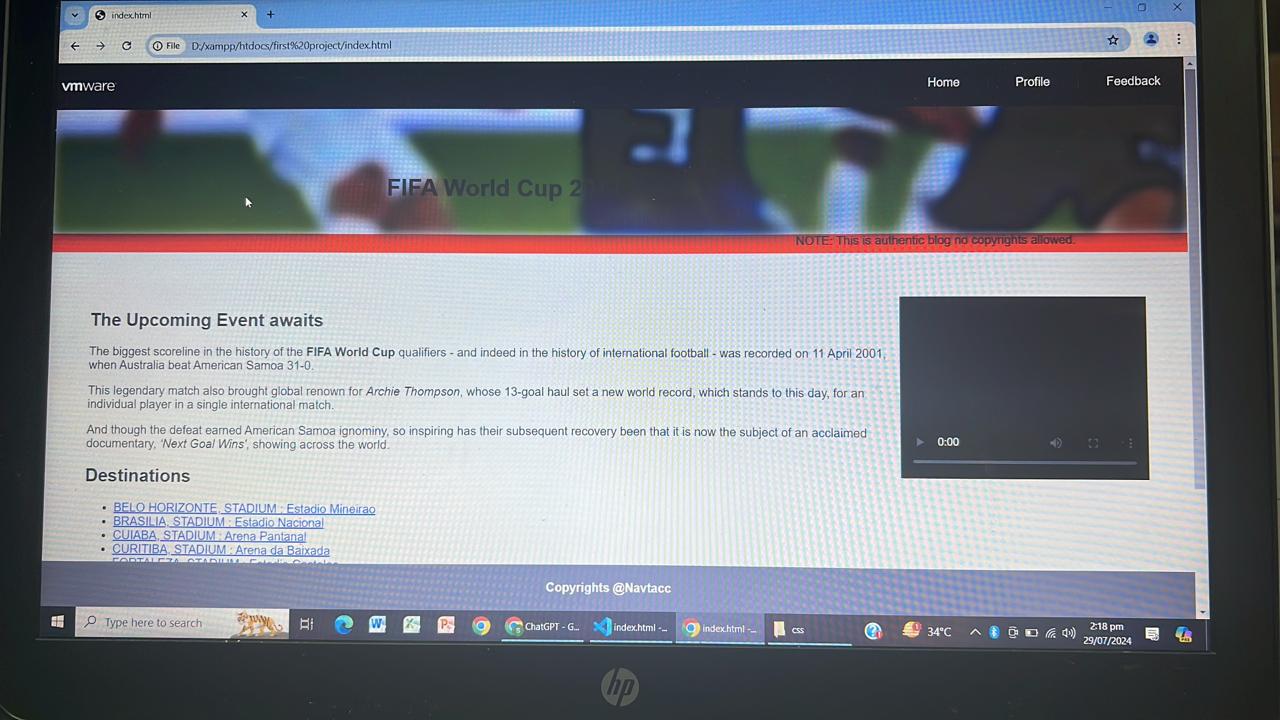 index.html
File D:/xampp/htdocs/first%20project/index.html
vmware
Home Profile Feedback
FIFA World Cup 2
NOTE: This is authentic blog no copyrights allowed.
The Upcoming Event awaits
The biggest scoreline in the history of the FIFA World Cup qualifiers - and indeed in the history of international football - was recorded on 11 April 2001,
when Australia beat American Samoa 31-0.
This legendary match also brought global renown for Archie Thompson, whose 13-goal haul set a new world record, which stands to this day, for an
individual player in a single international match.
And though the defeat earned American Samoa ignominy, so inspiring has their subsequent recovery been that it is now the subject of an acclaimed
documentary, ‘Next Goal Wins’, showing across the world.
0:00
Destinations
• BELO HORIZONTE, STADIUM : Estadio Mineirao
• BRASILIA, STADIUM : Estadio Nacional
• CUIABA, STADIUM : Arena Pantanal
• CURITIBA, STADIUM : Arena da Baixada
FORTALEZA, STADIUM : Estadio
Copyrights @Navtacc
Type here to search
ChatGPT - G...
index.html -...
index.html -...
css
34°C
2:18 pm
29/07/2024
hp